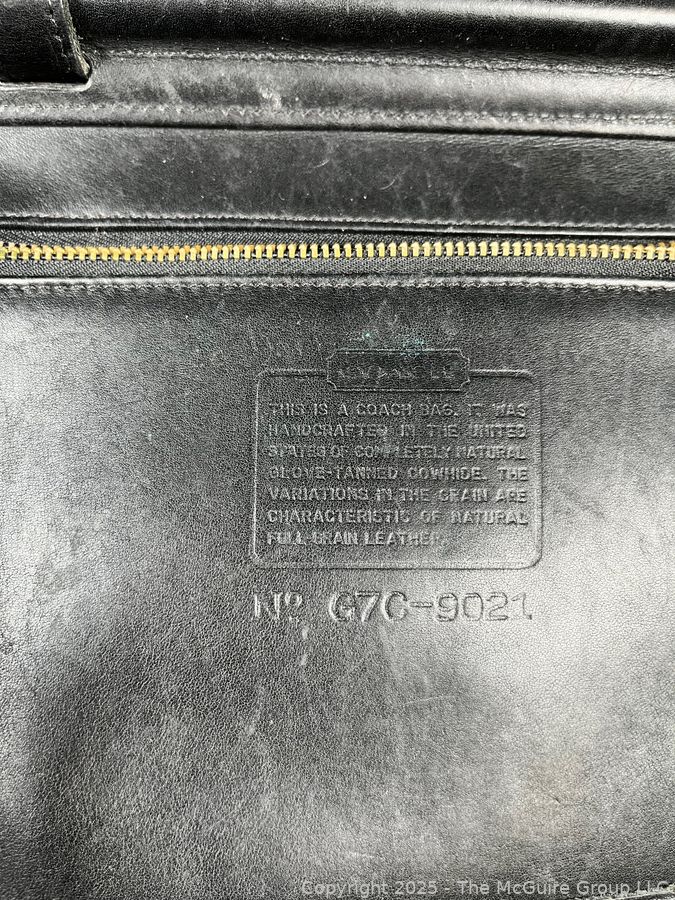 THIS IS A COACH BAG. IT WAS
HANDCRAFTED IN THE UNITED
STATES OF COMPLETELY NATURAL
GLOVE-TANNED COWHIDE. THE
VARIATIONS IN THE GRAIN ARE
CHARACTERISTIC OF NATURAL
FULL GRAIN LEATHER.
Nº G7C-9021
Copyright 2025 - The McGuire Group LLC